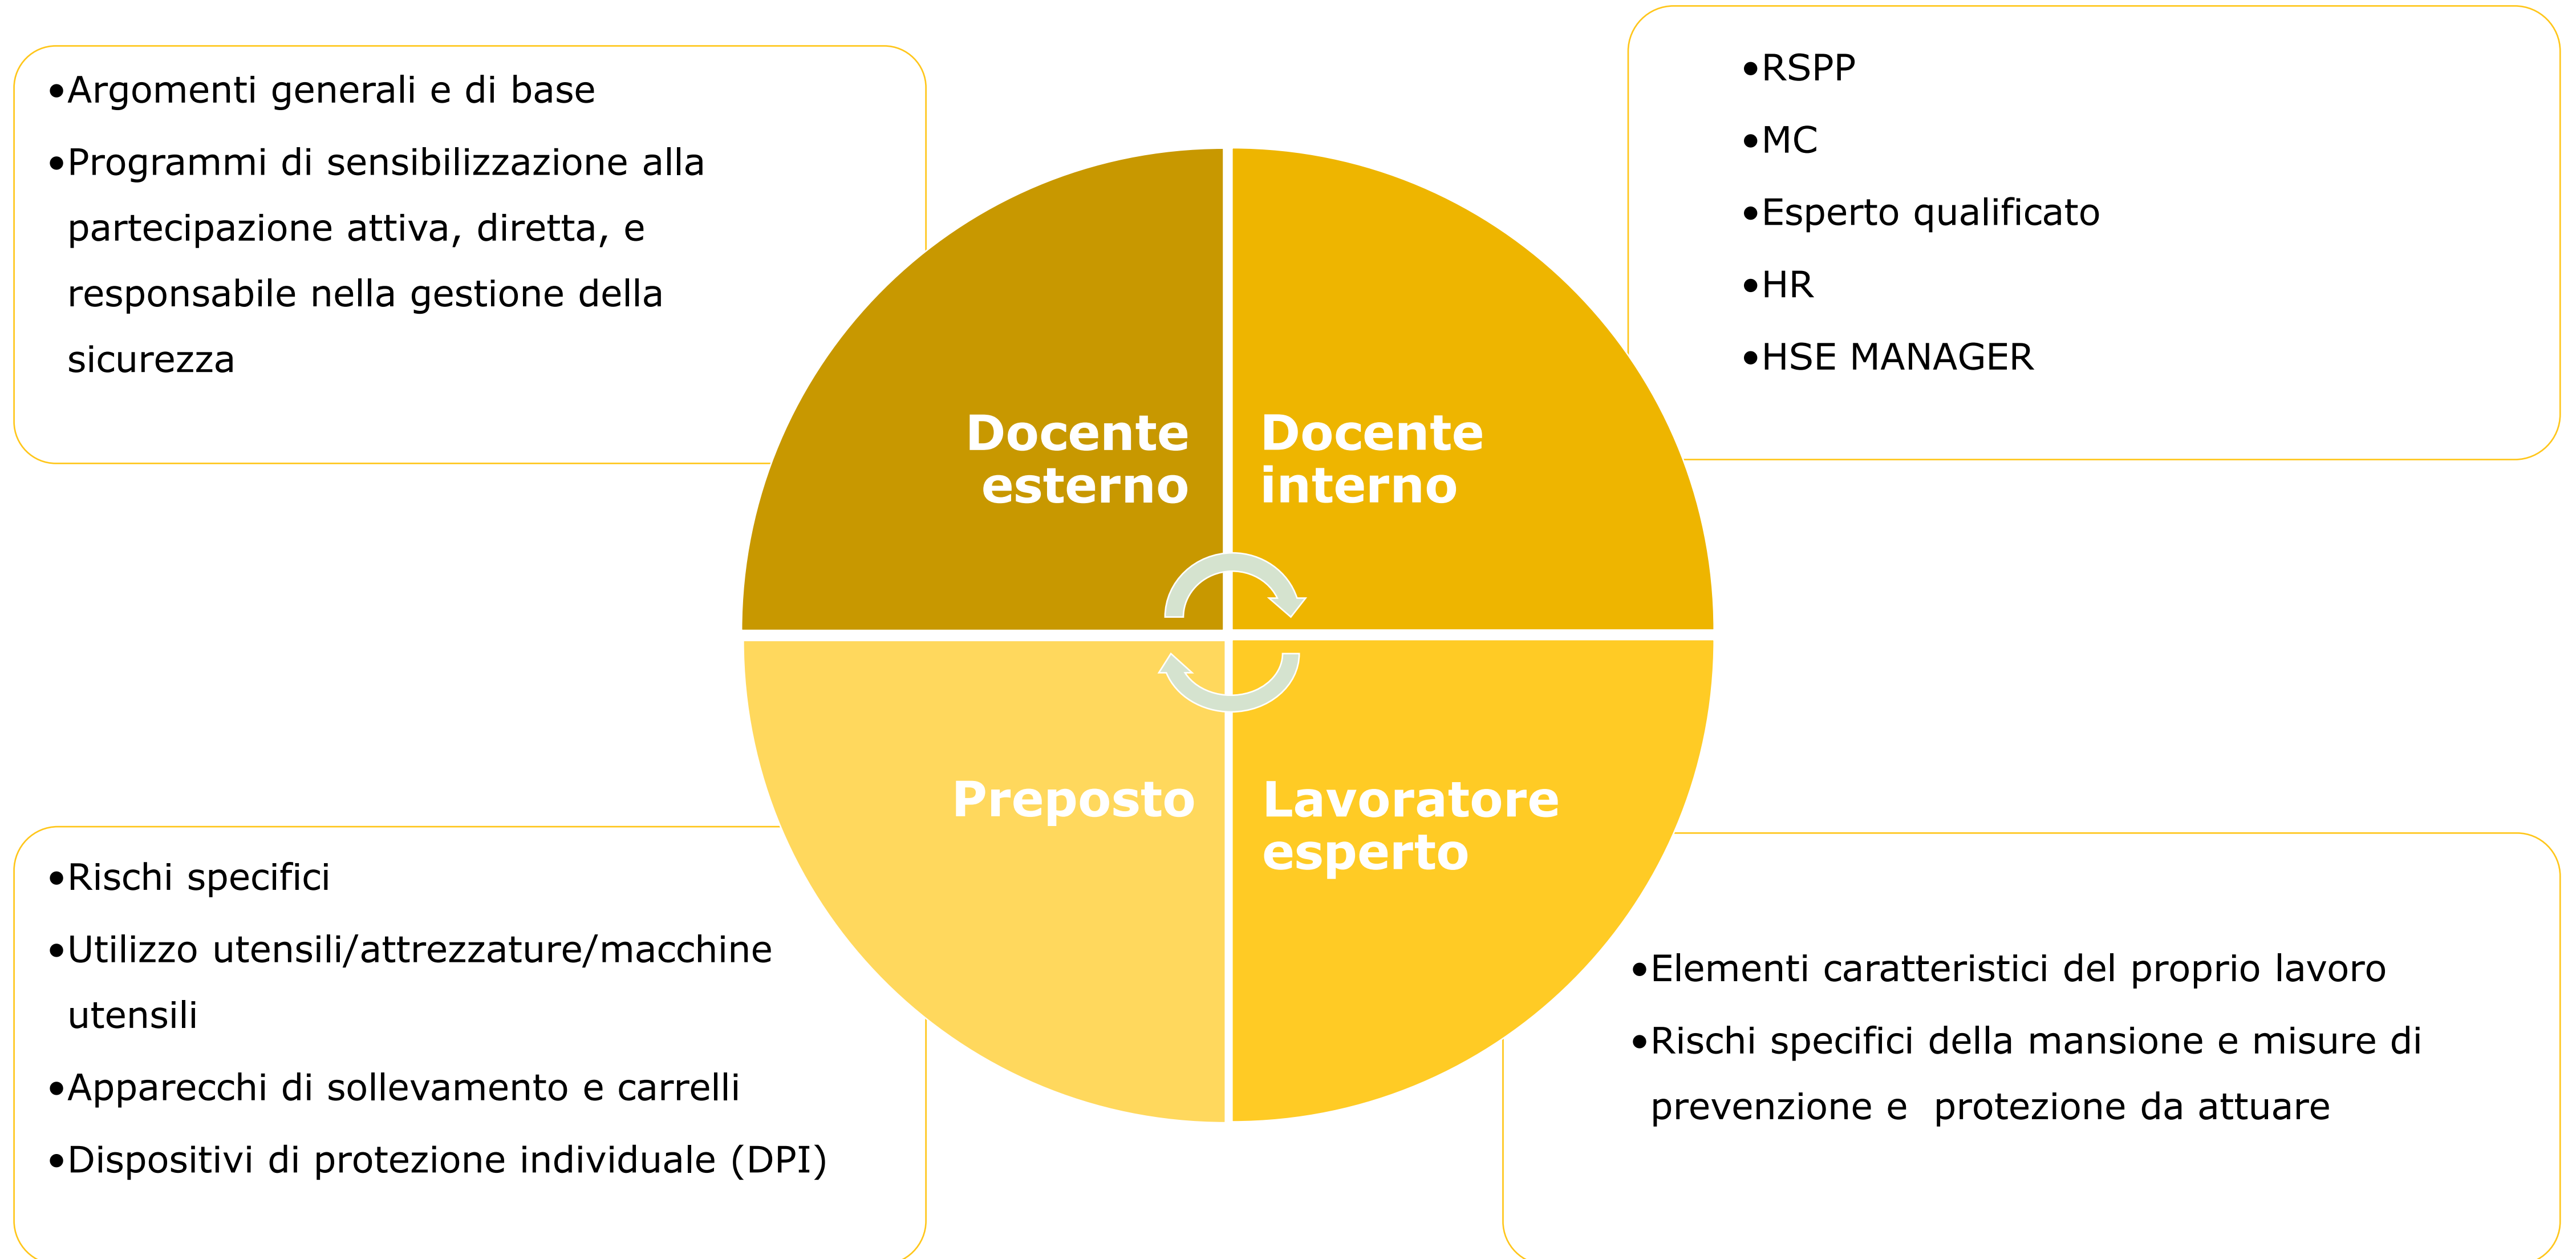 •Argomenti generali e di base
•Programmi di sensibilizzazione alla
partecipazione attiva, diretta, e
responsabile nella gestione della
sicurezza
•RSPP
•MC
•Esperto qualificato
•HR
•HSE MANAGER
Docente
esterno
Docente
interno
Preposto
Lavoratore
esperto
•Rischi specifici
•Utilizzo utensili/attrezzature/macchine
utensili
•Apparecchi di sollevamento e carrelli
•Dispositivi di protezione individuale (DPI)
•Elementi caratteristici del proprio lavoro
•Rischi specifici della mansione e misure di
prevenzione e  protezione da attuare